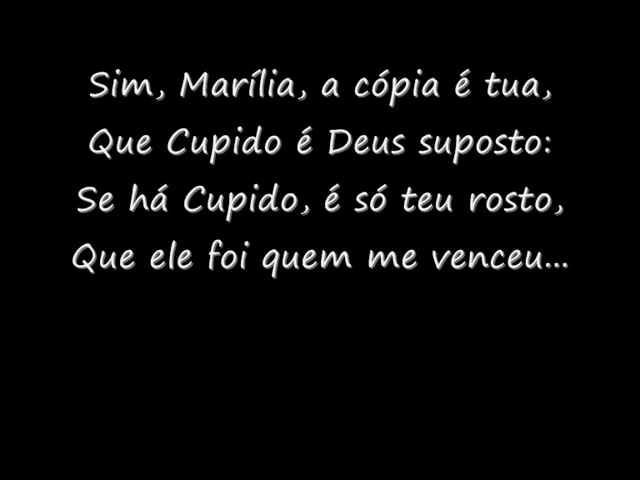 Sim, Marília, a cópia é tua,
Que Cupido é Deus suposto:
Se há Cupido, é só teu rosto,
Que ele foi quem me venceu...